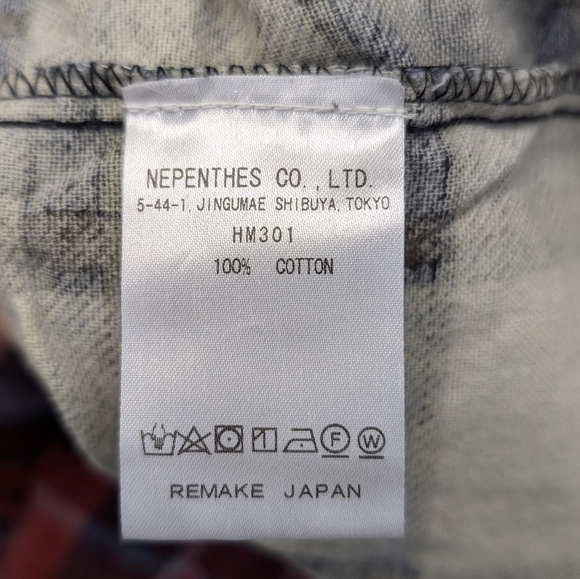 NEPENTHES CO.,LTD.
5-44-1, JINGUMAE SHIBUYA, TOKYO
HM301
100% COTTON
F W
REMAKE JAPAN